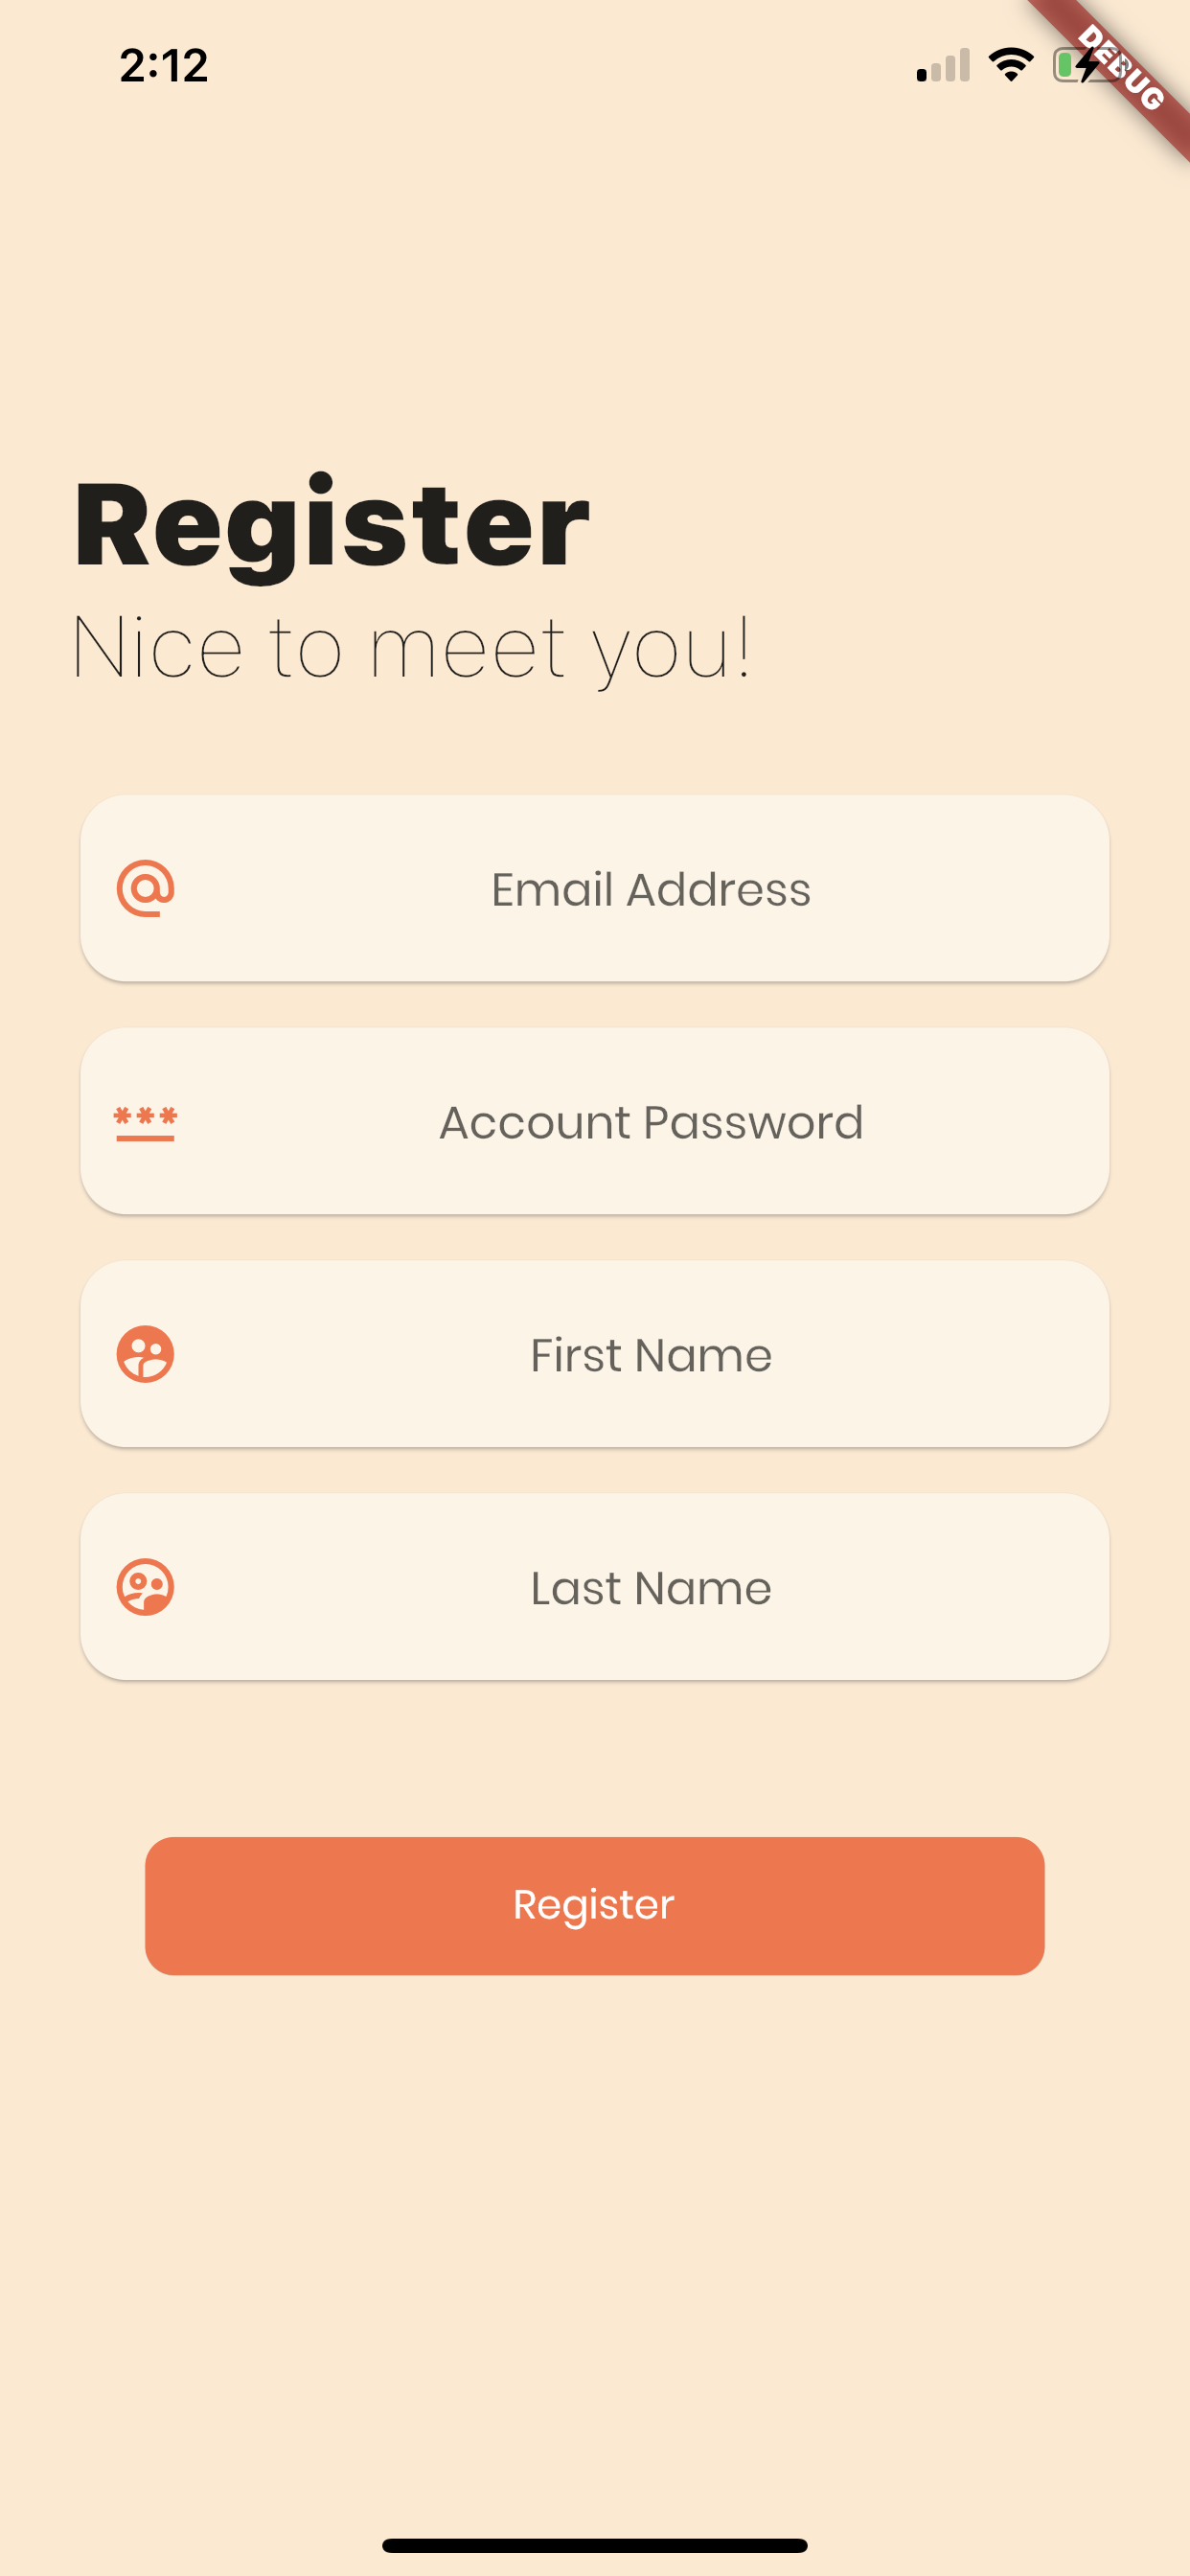 2:12
DEBUG
Register
Nice to meet you!
Email Address
Account Password
First Name
Last Name
Register